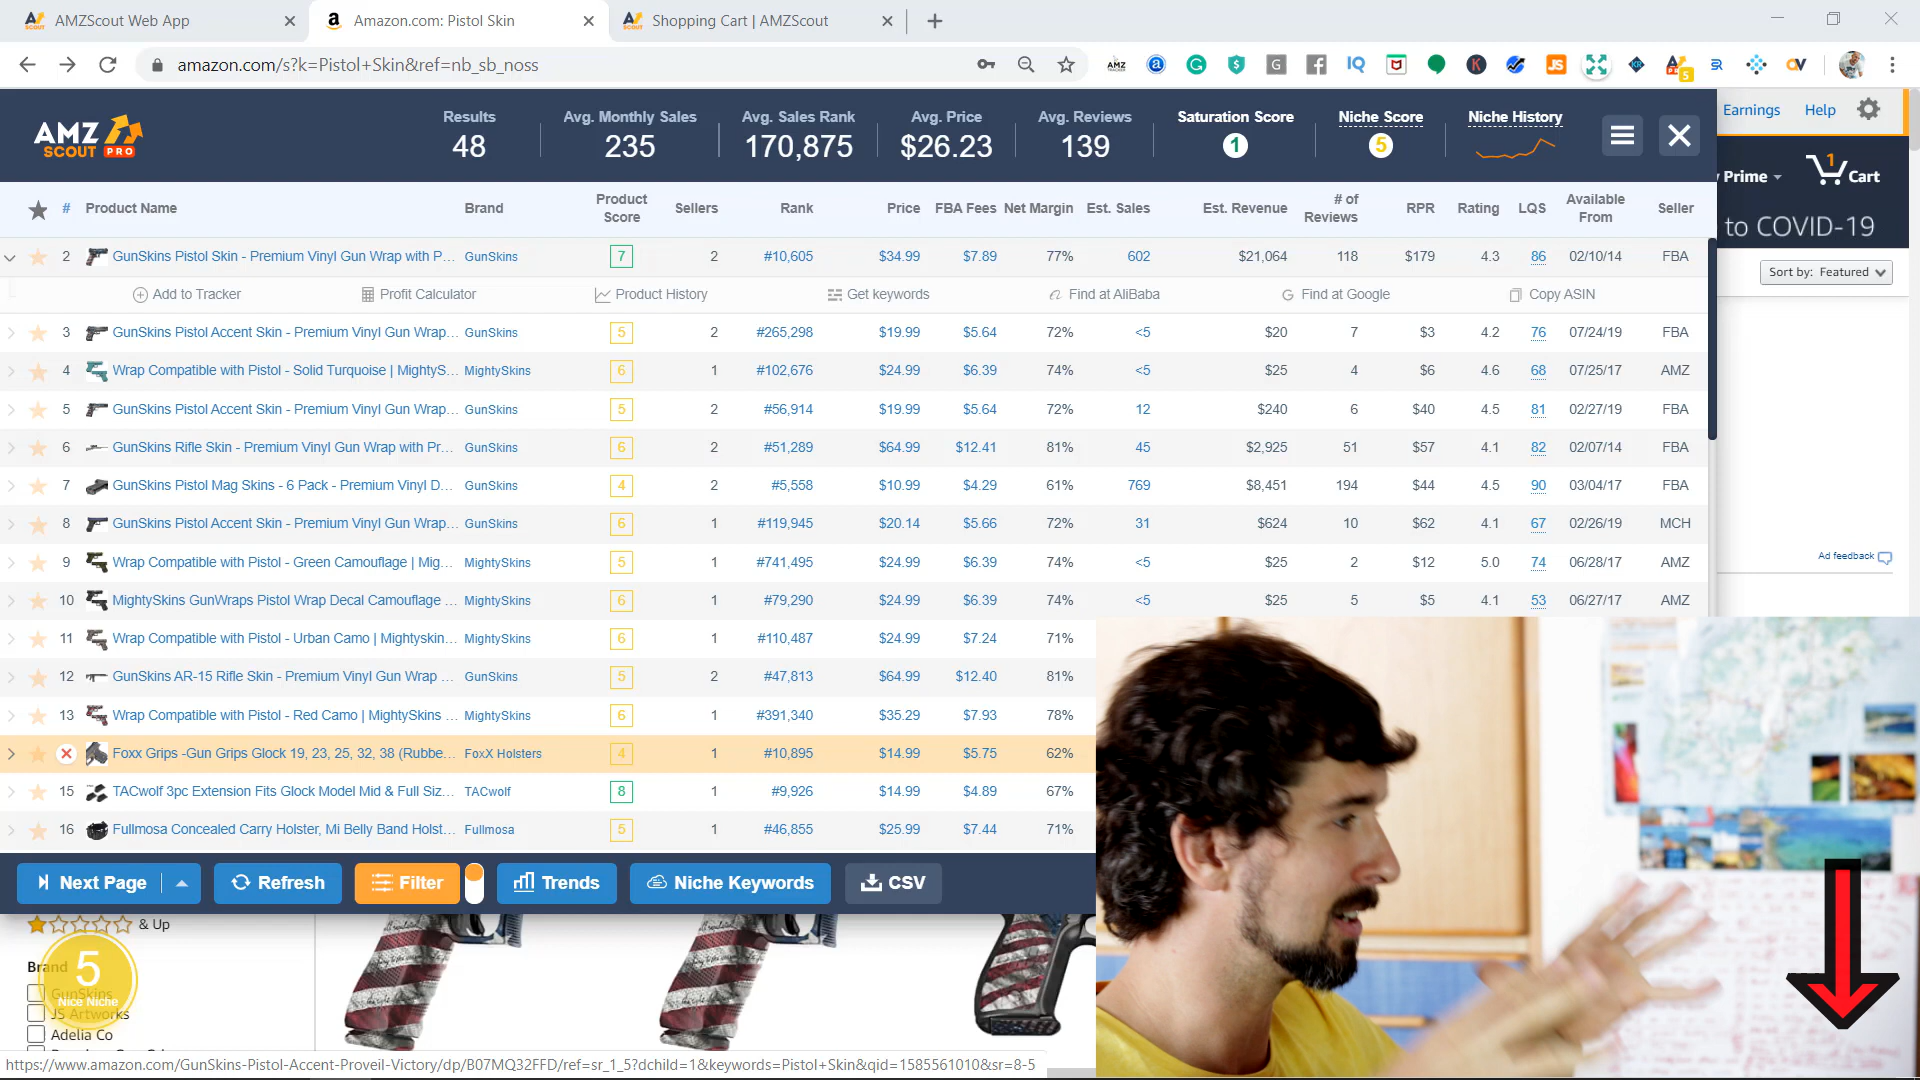 AMZScout Web App
Amazon.com: Pistol Skin
Shopping Cart | AMZScout
amazon.com/s?k=Pistol+Skin&ref=nb_sb_noss
AMZ SCOUT PRO
Results 48
Avg. Monthly Sales 235
Avg. Sales Rank 170,875
Avg. Price $26.23
Avg. Reviews 139
Saturation Score 1
Niche Score 5
Niche History
Earnings Help
Prime
1 Cart
to COVID-19
Sort by: Featured
# Product Name Brand Product Score Sellers Rank Price FBA Fees Net Margin Est. Sales Est. Revenue # of Reviews RPR Rating LQS Available From Seller
2 GunSkins Pistol Skin - Premium Vinyl Gun Wrap with P... GunSkins 7 2 #10,605 $34.99 $7.89 77% 602 $21,064 118 $179 4.3 86 02/10/14 FBA
Add to Tracker Profit Calculator Product History Get keywords Find at AliBaba Find at Google Copy ASIN
3 GunSkins Pistol Accent Skin - Premium Vinyl Gun Wrap... GunSkins 5 2 #265,298 $19.99 $5.64 72% <5 $20 7 $3 4.2 76 07/24/19 FBA
4 Wrap Compatible with Pistol - Solid Turquoise | MightyS... MightySkins 6 1 #102,676 $24.99 $6.39 74% <5 $25 4 $6 4.6 68 07/25/17 AMZ
5 GunSkins Pistol Accent Skin - Premium Vinyl Gun Wrap... GunSkins 5 2 #56,914 $19.99 $5.64 72% 12 $240 6 $40 4.5 81 02/27/19 FBA
6 GunSkins Rifle Skin - Premium Vinyl Gun Wrap with Pr... GunSkins 6 2 #51,289 $64.99 $12.41 81% 45 $2,925 51 $57 4.1 82 02/07/14 FBA
7 GunSkins Pistol Mag Skins - 6 Pack - Premium Vinyl D... GunSkins 4 2 #5,558 $10.99 $4.29 61% 769 $8,451 194 $44 4.5 90 03/04/17 FBA
8 GunSkins Pistol Accent Skin - Premium Vinyl Gun Wrap... GunSkins 6 1 #119,945 $20.14 $5.66 72% 31 $624 10 $62 4.1 67 02/26/19 MCH
9 Wrap Compatible with Pistol - Green Camouflage | Mig... MightySkins 5 1 #741,495 $24.99 $6.39 74% <5 $25 2 $12 5.0 74 06/28/17 AMZ
Ad feedback
10 MightySkins GunWraps Pistol Wrap Decal Camouflage ... MightySkins 6 1 #79,290 $24.99 $6.39 74% <5 $25 5 $5 4.1 53 06/27/17 AMZ
11 Wrap Compatible with Pistol - Urban Camo | Mightyskin... MightySkins 6 1 #110,487 $24.99 $7.24 71%
12 GunSkins AR-15 Rifle Skin - Premium Vinyl Gun Wrap ... GunSkins 5 2 #47,813 $64.99 $12.40 81%
13 Wrap Compatible with Pistol - Red Camo | MightySkins ... MightySkins 6 1 #391,340 $35.29 $7.93 78%
Foxx Grips -Gun Grips Glock 19, 23, 25, 32, 38 (Rubbe... FoxX Holsters 4 1 #10,895 $14.99 $5.75 62%
15 TACwolf 3pc Extension Fits Glock Model Mid & Full Siz... TACwolf 8 1 #9,926 $14.99 $4.89 67%
16 Fullmosa Concealed Carry Holster, Mi Belly Band Holst... Fullmosa 5 1 #46,855 $25.99 $7.44 71%
Next Page Refresh Filter Trends Niche Keywords CSV
& Up
Brand
5
Nice Niche
GunSkins
JS Artworks
Adelia Co
https://www.amazon.com/GunSkins-Pistol-Accent-Proveil-Victory/dp/B07MQ32FFD/ref=sr_1_5?dchild=1&keywords=Pistol+Skin&qid=1585561010&sr=8-5